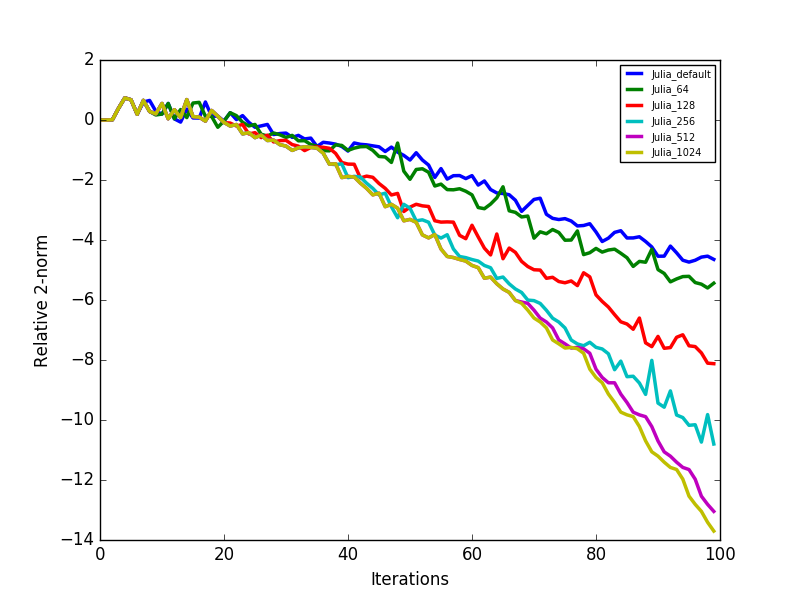 2
0
−2
−4
−6
−8
−10
−12
−14
0 20 40 60 80 100
Relative 2-norm
Iterations
Julia_default
Julia_64
Julia_128
Julia_256
Julia_512
Julia_1024